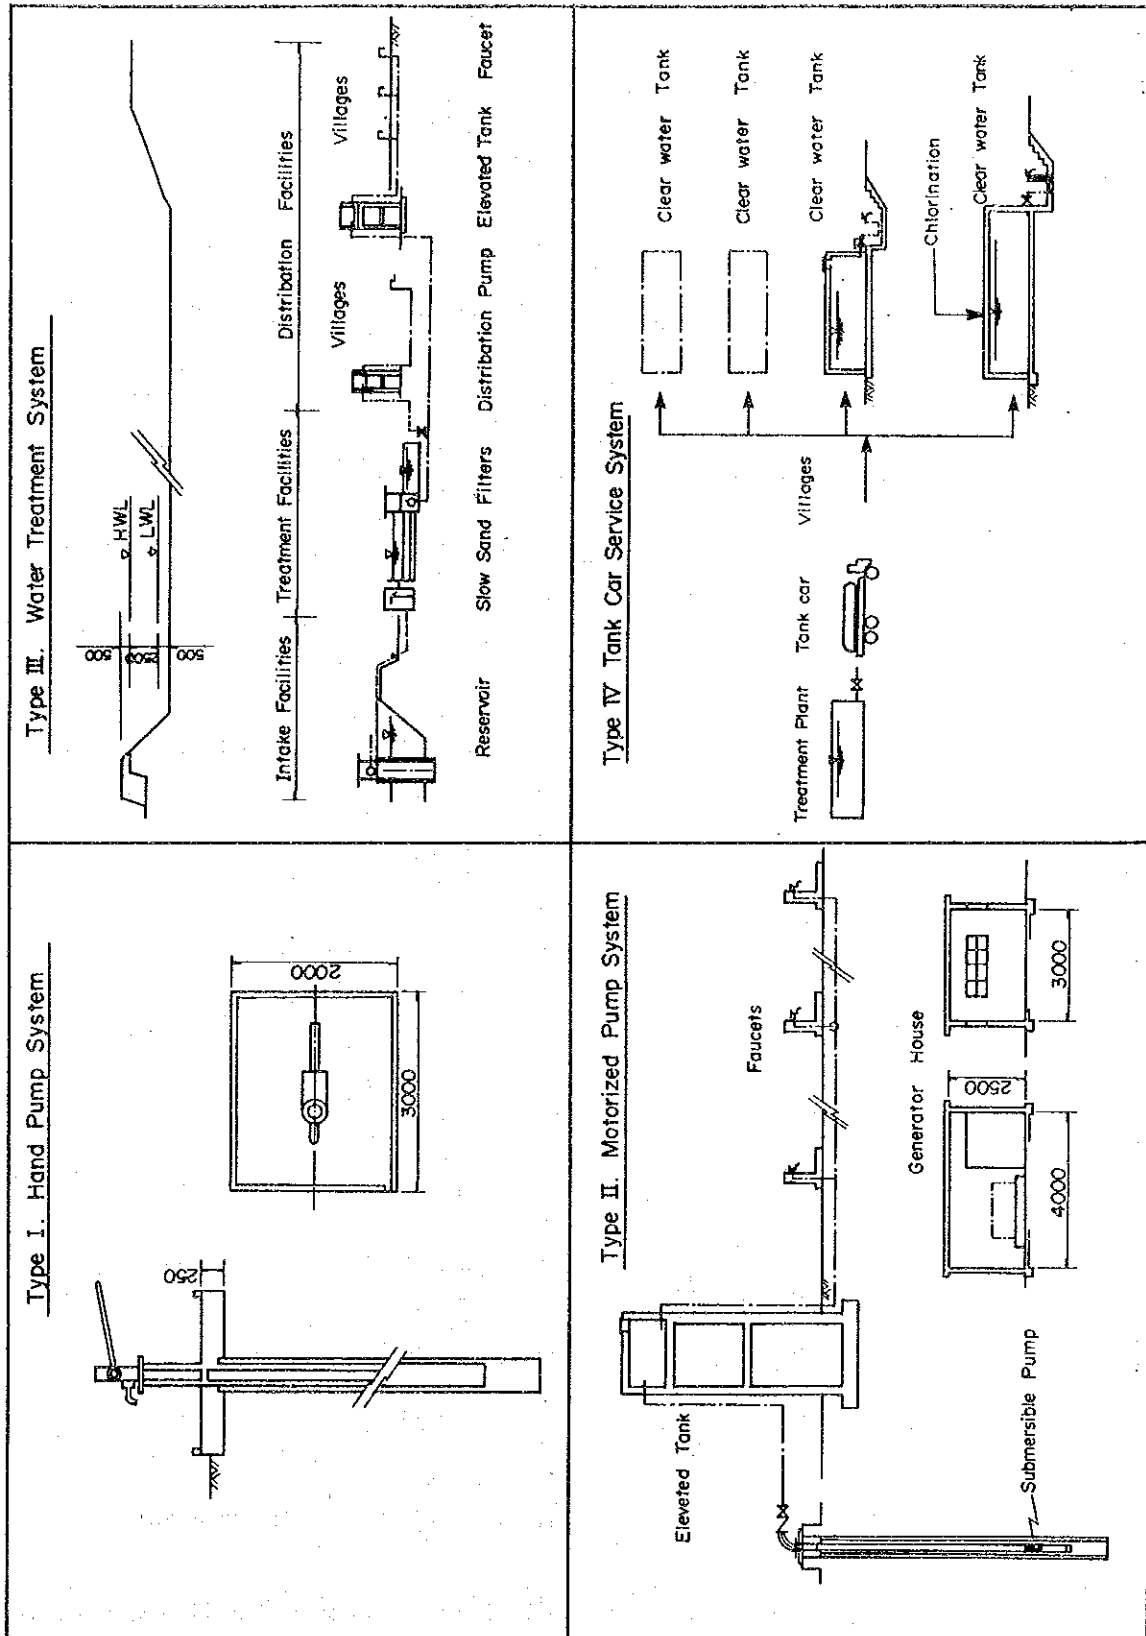 Type I. Hand Pump System
250
2000
3000
Type III. Water Treatment System
HWL
LWL
500
2500
500
Intake Facilities
Treatment Facilities
Distribution Facilities
Villages
Villages
Reservoir
Slow Sand Filters
Distribution Pump
Elevated Tank
Faucet
Type II. Motorized Pump System
Eleveted Tank
Faucets
Submersible Pump
Generator House
2500
4000
3000
Type IV Tank Car Service System
Treatment Plant
Tank car
Villages
Clear water Tank
Clear water Tank
Clear water Tank
Chlorination
Clear water Tank